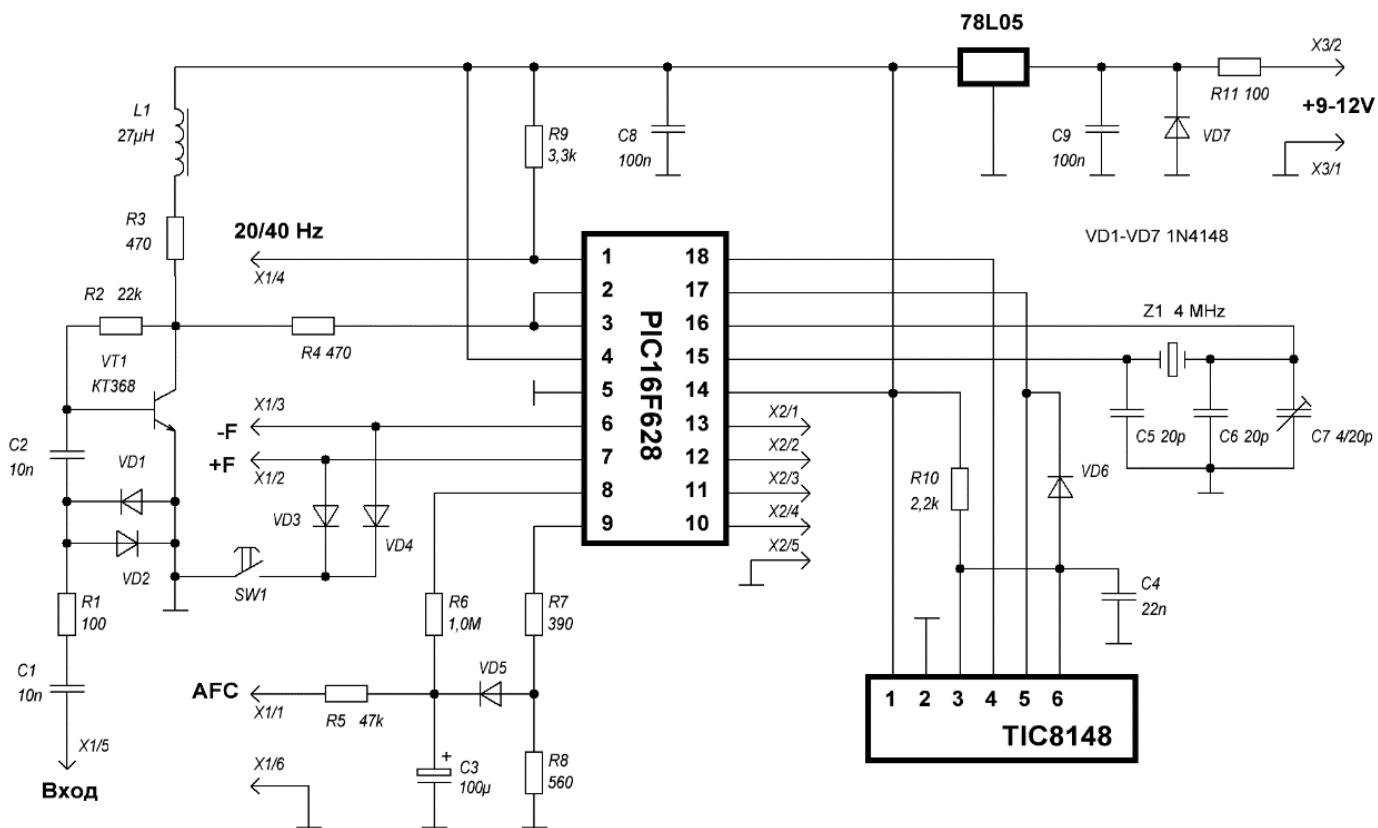 78L05
X3/2
R11 100
+9-12V
X3/1
L1
27µH
R9
3,3k
C8
100n
C9
100n
VD7
R3
470
20/40 Hz
X1/4
VD1-VD7 1N4148
R2 22k
R4 470
VT1
KT368
PIC16F628
1
2
3
4
5
6
7
8
9
18
17
16
15
14
13
12
11
10
Z1 4 MHz
C5 20p
C6 20p
C7 4/20p
X1/3
-F
+F
X1/2
C2
10n
VD1
VD2
VD3
VD4
SW1
X2/1
X2/2
X2/3
X2/4
X2/5
R10
2,2k
VD6
C4
22n
R1
100
R6
1,0M
R7
390
C1
10n
AFC
X1/1
R5 47k
VD5
1 2 3 4 5 6
TIC8148
X1/5
Вход
X1/6
C3
100µ
+
R8
560